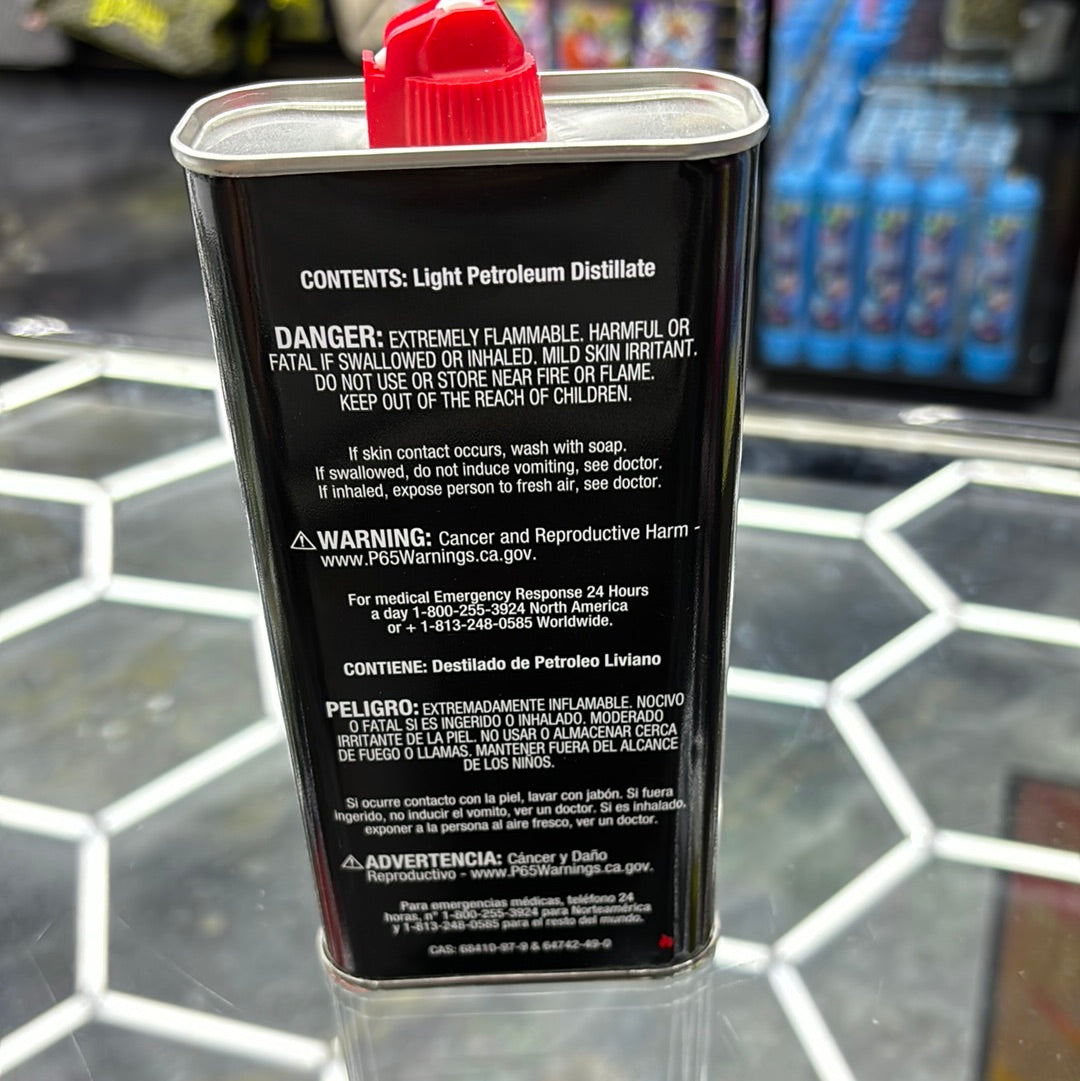 CONTENTS: Light Petroleum Distillate
DANGER: EXTREMELY FLAMMABLE. HARMFUL OR
FATAL IF SWALLOWED OR INHALED. MILD SKIN IRRITANT.
DO NOT USE OR STORE NEAR FIRE OR FLAME.
KEEP OUT OF THE REACH OF CHILDREN.
If skin contact occurs, wash with soap.
If swallowed, do not induce vomiting, see doctor.
If inhaled, expose person to fresh air, see doctor.
⚠WARNING: Cancer and Reproductive Harm -
www.P65Warnings.ca.gov.
For medical Emergency Response 24 Hours
a day 1-800-255-3924 North America
or + 1-813-248-0585 Worldwide.
CONTIENE: Destilado de Petroleo Liviano
PELIGRO: EXTREMADAMENTE INFLAMABLE. NOCIVO
O FATAL SI ES INGERIDO O INHALADO. MODERADO
IRRITANTE DE LA PIEL. NO USAR O ALMACENAR CERCA
DE FUEGO O LLAMAS. MANTENER FUERA DEL ALCANCE
DE LOS NIÑOS.
Si ocurre contacto con la piel, lavar con jabón. Si fuera
ingerido, no inducir el vomito, ver un doctor. Si es inhalado,
exponer a la persona al aire fresco, ver un doctor.
⚠ADVERTENCIA: Cáncer y Daño
Reproductivo - www.P65Warnings.ca.gov.
Para emergencias médicas, teléfono 24
horas, n° 1-800-255-3924 para Norteamérica
y 1-813-248-0585 para el resto del mundo.
CAS: 68410-97-9 & 64742-49-0